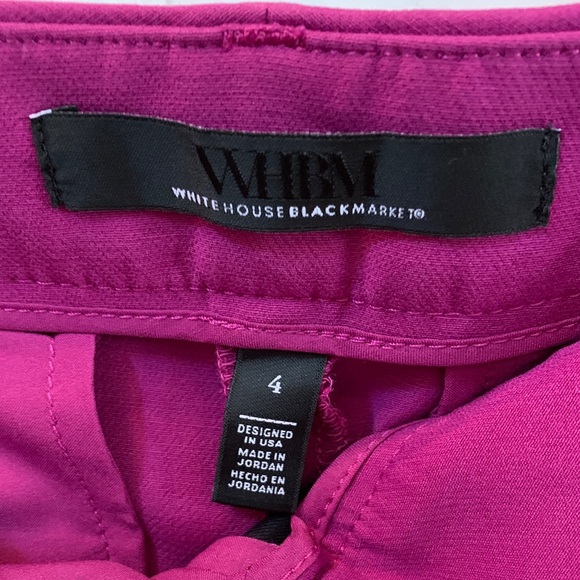 WHBM
WHITE HOUSE BLACK MARKET®
4
DESIGNED
IN USA
MADE IN
JORDAN
HECHO EN
JORDANIA